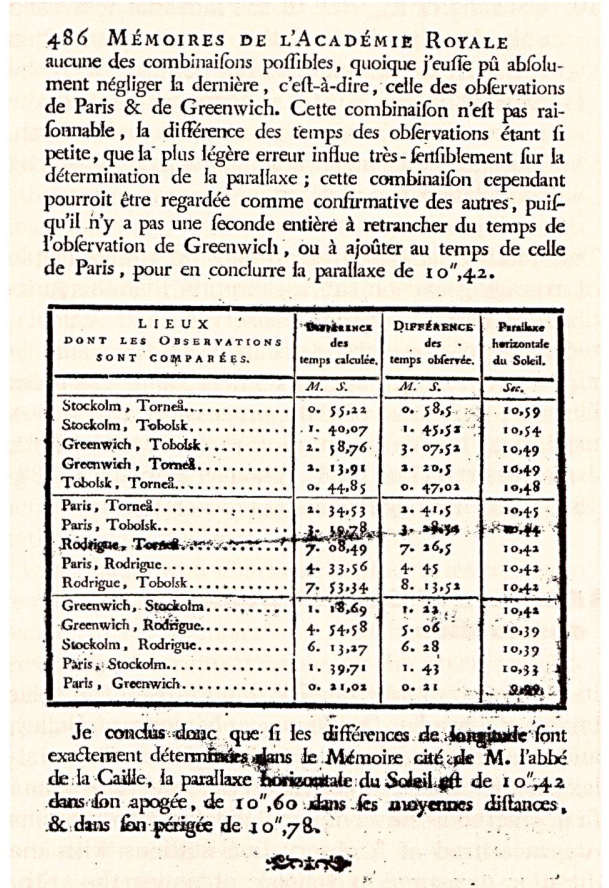 486 MÉMOIRES DE L'ACADÉMIE ROYALE
aucune des combinaiſons poſſibles, quoique j'euſſe pû abſolu-
ment négliger la dernière, c'eſt-à-dire, celle des obſervations
de Paris & de Greenwich. Cette combinaiſon n'eſt pas rai-
ſonnable, la différence des temps des obſervations étant ſi
petite, que la plus légère erreur influe très-ſenſiblement ſur la
détermination de la parallaxe; cette combinaiſon cependant
pourroit être regardée comme confirmative des autres, puiſ-
qu'il n'y a pas une ſeconde entière à retrancher du temps de
l'obſervation de Greenwich, ou à ajoûter au temps de celle
de Paris, pour en conclurre la parallaxe de 10″,42.
LIEUX DONT LES OBSERVATIONS SONT COMPARÉES. DIFFÉRENCE des temps calculée. DIFFÉRENCE des temps obſervée. Parallaxe horizontale du Soleil.
M. S. M. S. Sec.
Stockolm, Torneå.......... 0. 55,22 0. 58,5 10,59
Stockolm, Tobolsk.......... 1. 40,07 1. 45,52 10,54
Greenwich, Tobolsk.......... 2. 58,76 3. 07,52 10,49
Greenwich, Torneå.......... 2. 13,91 2. 20,5 10,49
Tobolsk, Torneå.......... 0. 44,85 0. 47,02 10,48
Paris, Torneå.......... 2. 34,53 2. 41,5 10,45
Paris, Tobolsk.......... 3. 19,78 3. 10,44
Rodrigue, Torneå.......... 7. 08,49 7. 26,5 10,42
Paris, Rodrigue.......... 4. 33,56 4. 45 10,42
Rodrigue, Tobolsk.......... 7. 53,34 8. 13,52 10,42
Greenwich, Stockolm.......... 1. 18,69 1. 22 10,42
Greenwich, Rodrigue.......... 4. 54,58 5. 06 10,39
Stockolm, Rodrigue.......... 6. 13,27 6. 28 10,39
Paris, Stockolm.......... 1. 39,71 1. 43 10,33
Paris, Greenwich.......... 0. 21,02 0. 21
Je conclus donc que ſi les différences de longitude ſont
exactement déterminées dans le Mémoire cité de M. l'abbé
de la Caille, la parallaxe horizontale du Soleil eſt de 10″,42
dans ſon apogée, de 10″,60 dans ſes moyennes diſtances,
& dans ſon périgée de 10″,78.